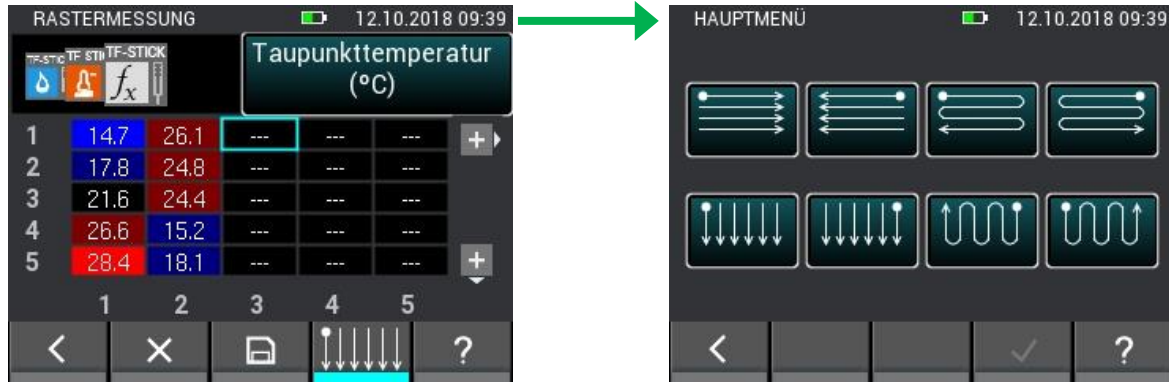 RASTERMESSUNG 12.10.2018 09:39
TF-STIC TF STI TF-STICK
fx
Taupunkttemperatur
(°C)
1 14.7 26.1 --- --- --- +
2 17.8 24.8 --- --- ---
3 21.6 24.4 --- --- ---
4 26.6 15.2 --- --- ---
5 28.4 18.1 --- --- --- +
1 2 3 4 5
?
HAUPTMENÜ 12.10.2018 09:39
?